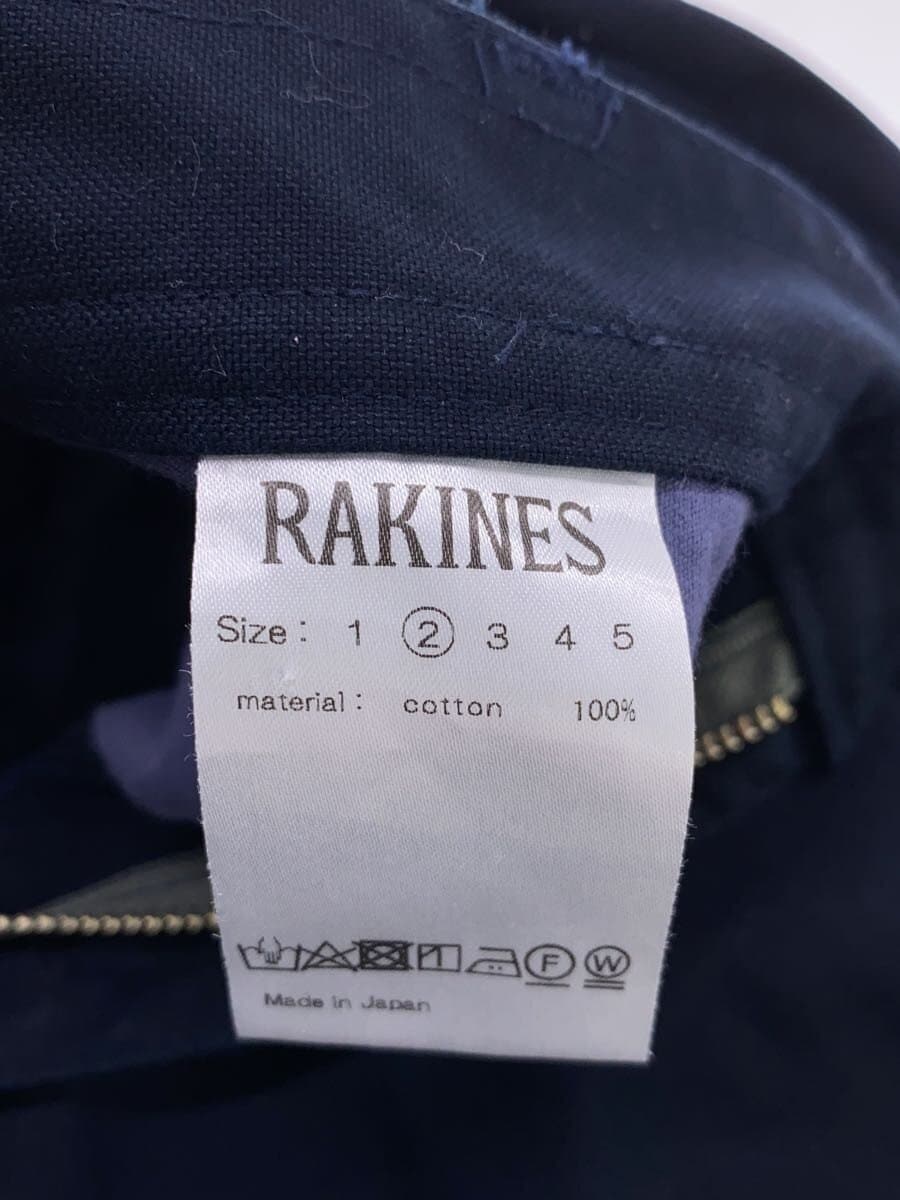 RAKINES
Size: 1 2 3 4 5
material: cotton 100%
F W
Made in Japan